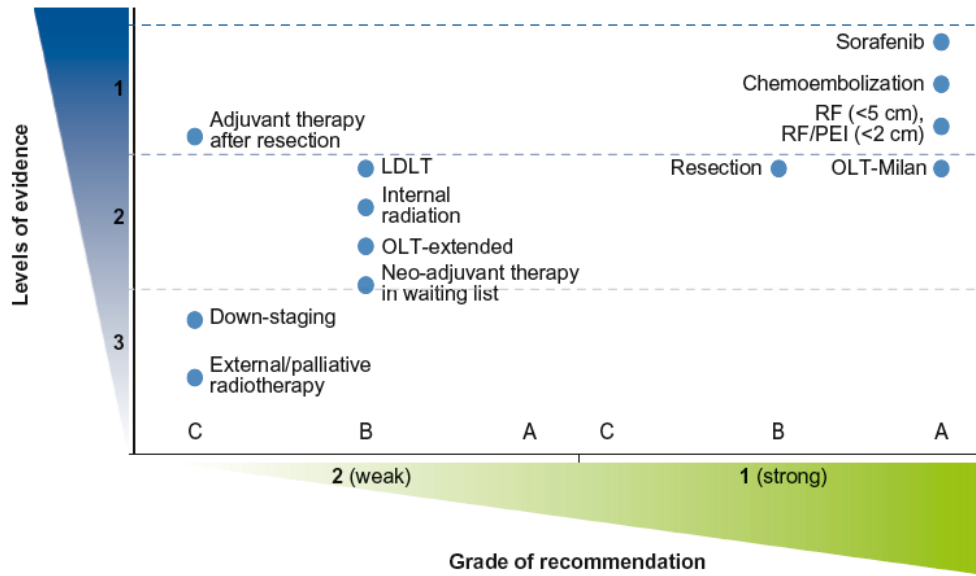 Levels of evidence
1
2
3
Sorafenib
Chemoembolization
RF (<5 cm),
RF/PEI (<2 cm)
Adjuvant therapy
after resection
LDLT
Resection
OLT-Milan
Internal
radiation
OLT-extended
Neo-adjuvant therapy
in waiting list
Down-staging
External/palliative
radiotherapy
C B A C B A
2 (weak) 1 (strong)
Grade of recommendation